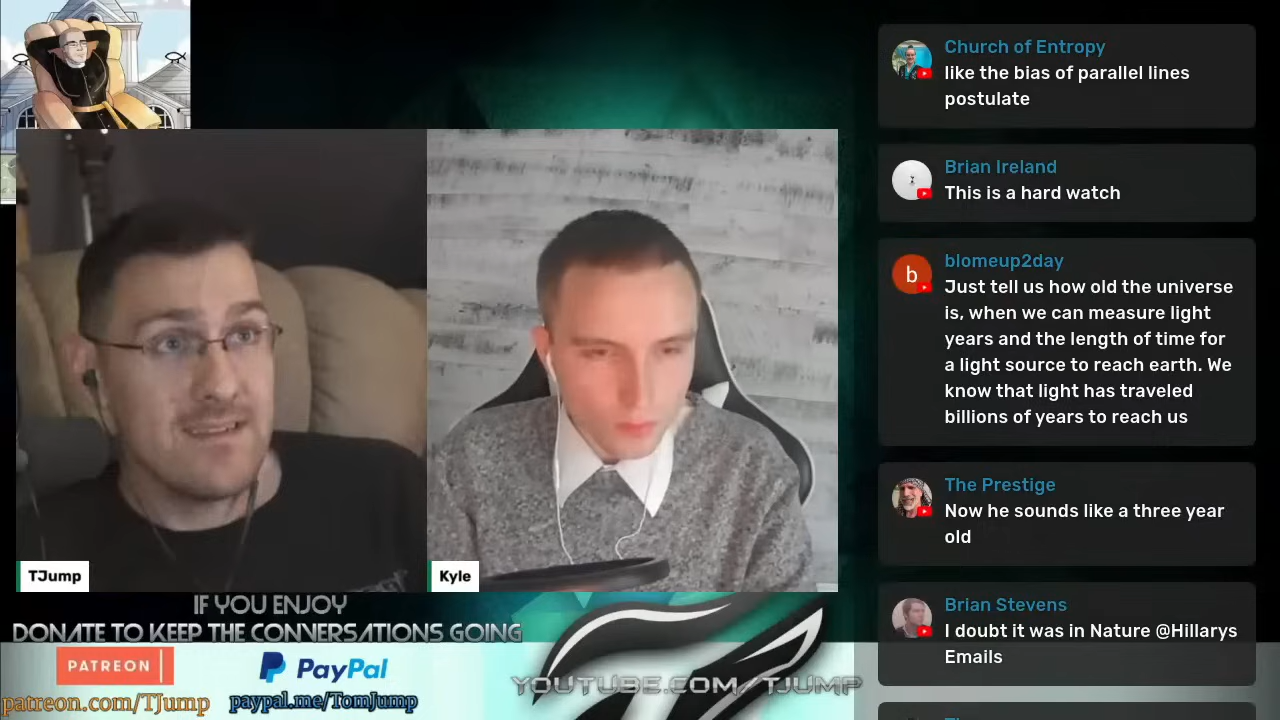 Church of Entropy
like the bias of parallel lines
postulate
Brian Ireland
This is a hard watch
b
blomeup2day
Just tell us how old the universe
is, when we can measure light
years and the length of time for
a light source to reach earth. We
know that light has traveled
billions of years to reach us
The Prestige
Now he sounds like a three year
old
Brian Stevens
I doubt it was in Nature @Hillarys
Emails
TJump
Kyle
IF YOU ENJOY
DONATE TO KEEP THE CONVERSATIONS GOING
PATREON
PayPal
patreon.com/TJump
paypal.me/TomJump
YOUTUBE.COM/TJUMP